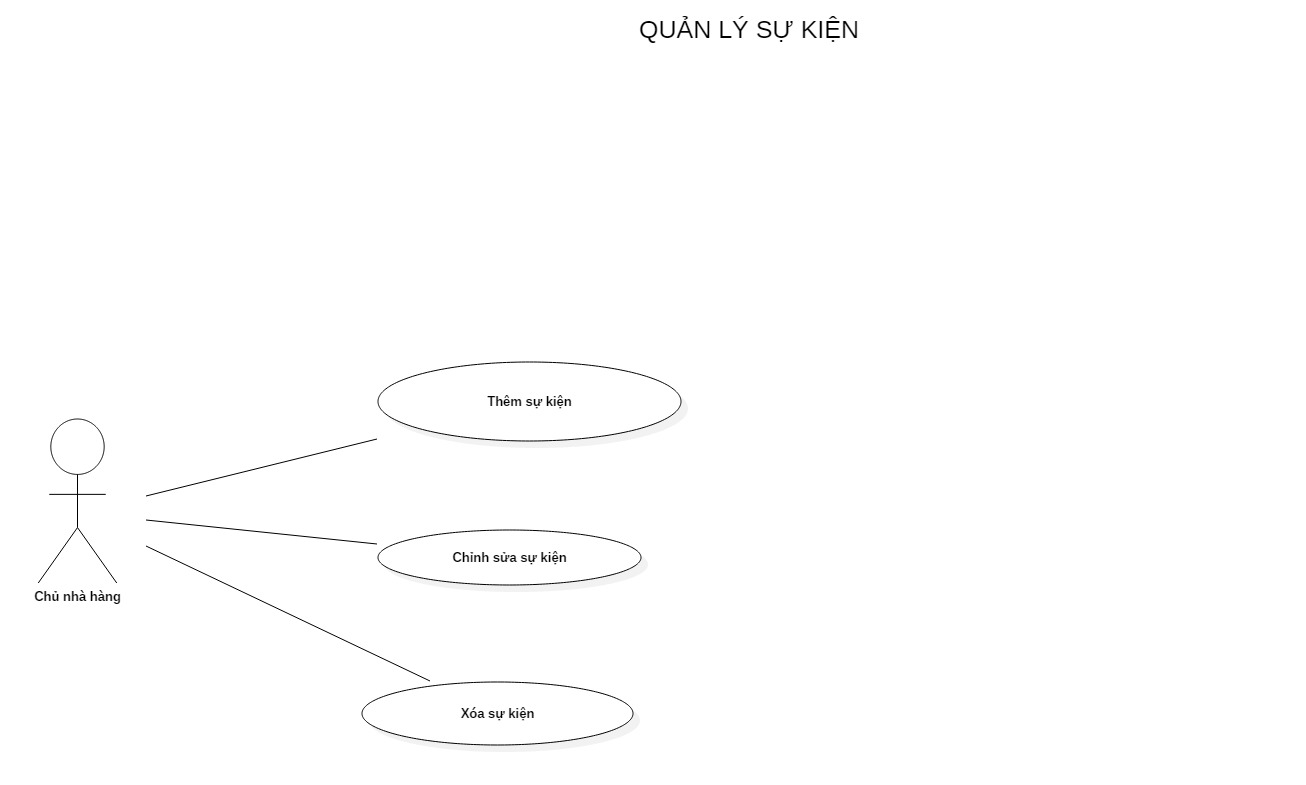 QUẢN LÝ SỰ KIỆN
Thêm sự kiện
Chỉnh sửa sự kiện
Chủ nhà hàng
Xóa sự kiện